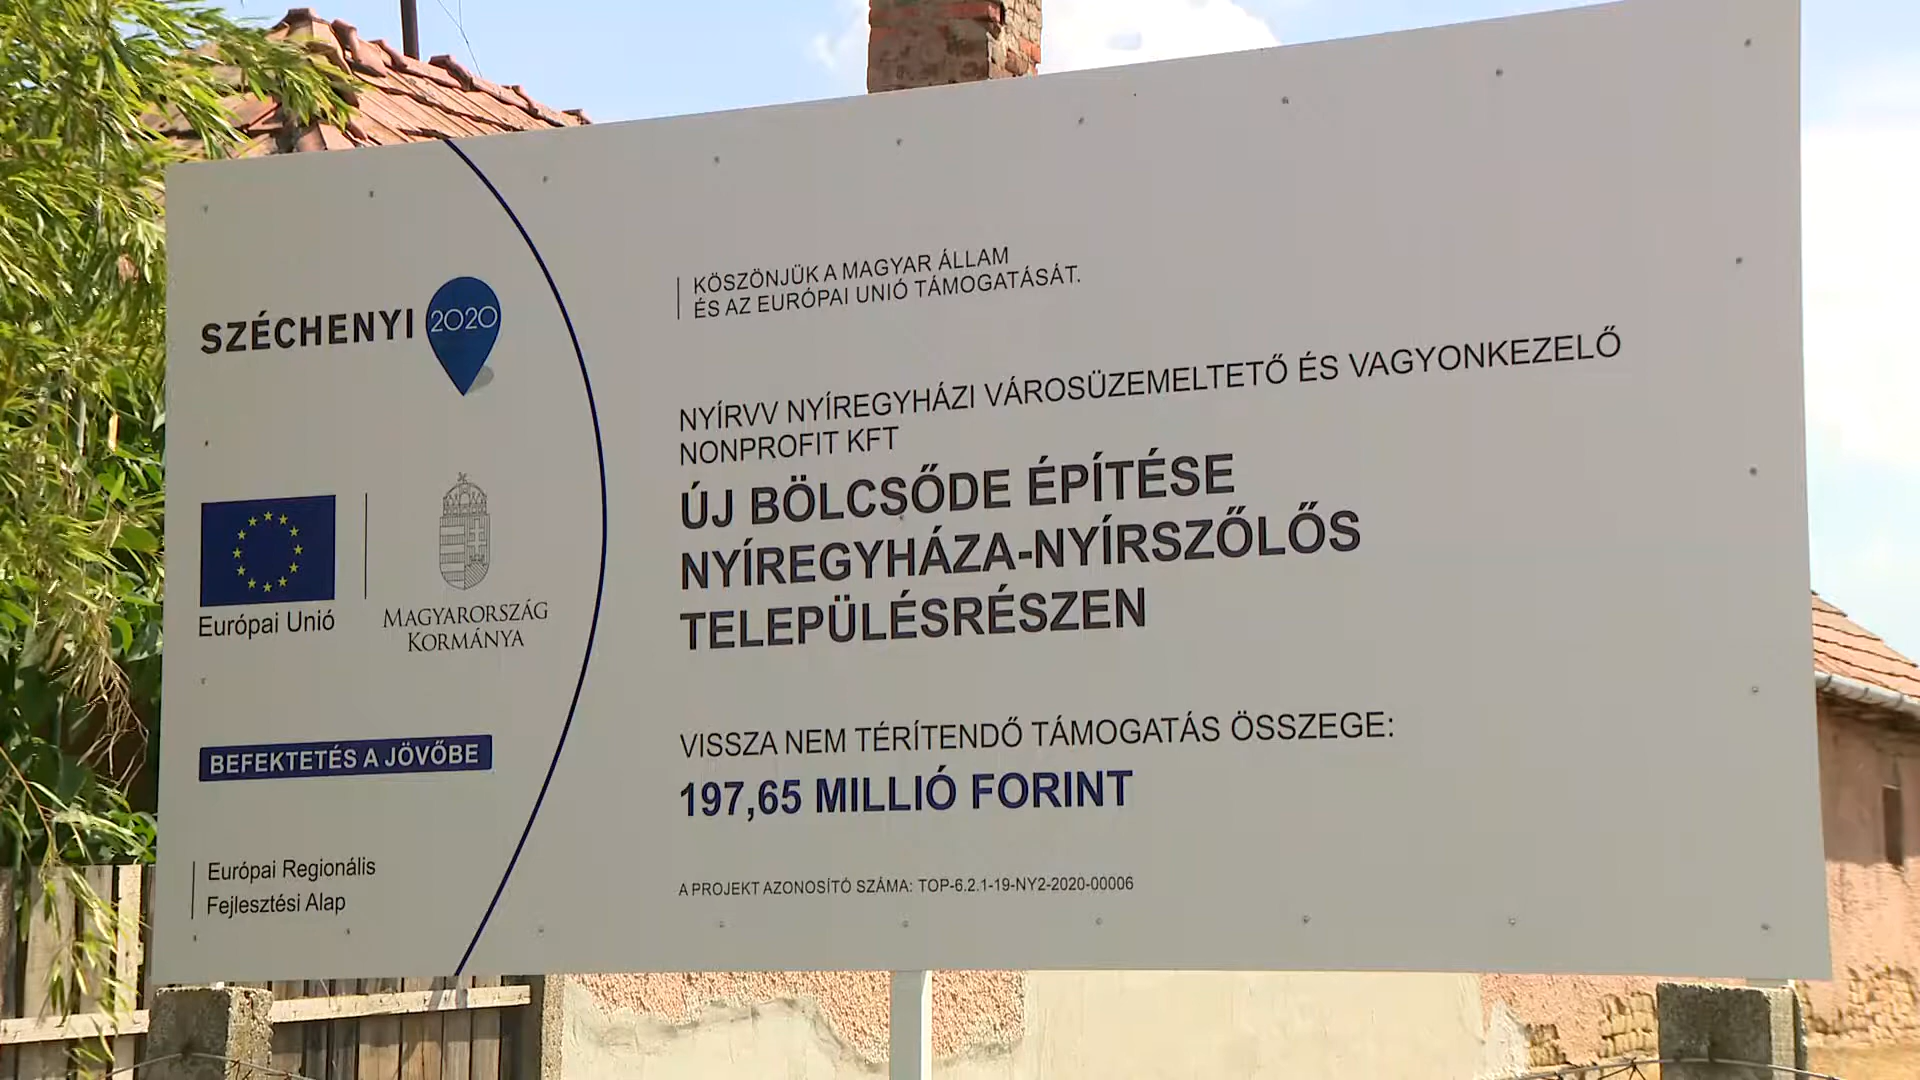 SZÉCHENYI 2020
Európai Unió
MAGYARORSZÁG
KORMÁNYA
BEFEKTETÉS A JÖVŐBE
Európai Regionális
Fejlesztési Alap
KÖSZÖNJÜK A MAGYAR ÁLLAM
ÉS AZ EURÓPAI UNIÓ TÁMOGATÁSÁT.
NYÍRVV NYÍREGYHÁZI VÁROSÜZEMELTETŐ ÉS VAGYONKEZELŐ
NONPROFIT KFT
ÚJ BÖLCSŐDE ÉPÍTÉSE
NYÍREGYHÁZA-NYÍRSZŐLŐS
TELEPÜLÉSRÉSZEN
VISSZA NEM TÉRÍTENDŐ TÁMOGATÁS ÖSSZEGE:
197,65 MILLIÓ FORINT
A PROJEKT AZONOSÍTÓ SZÁMA: TOP-6.2.1-19-NY2-2020-00006